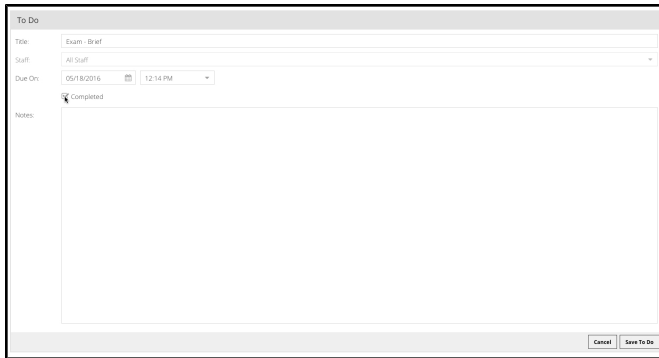 To Do
Title: Exam - Brief
Staff: All Staff
Due On: 05/18/2016 12:14 PM
Completed
Notes:
Cancel Save To Do